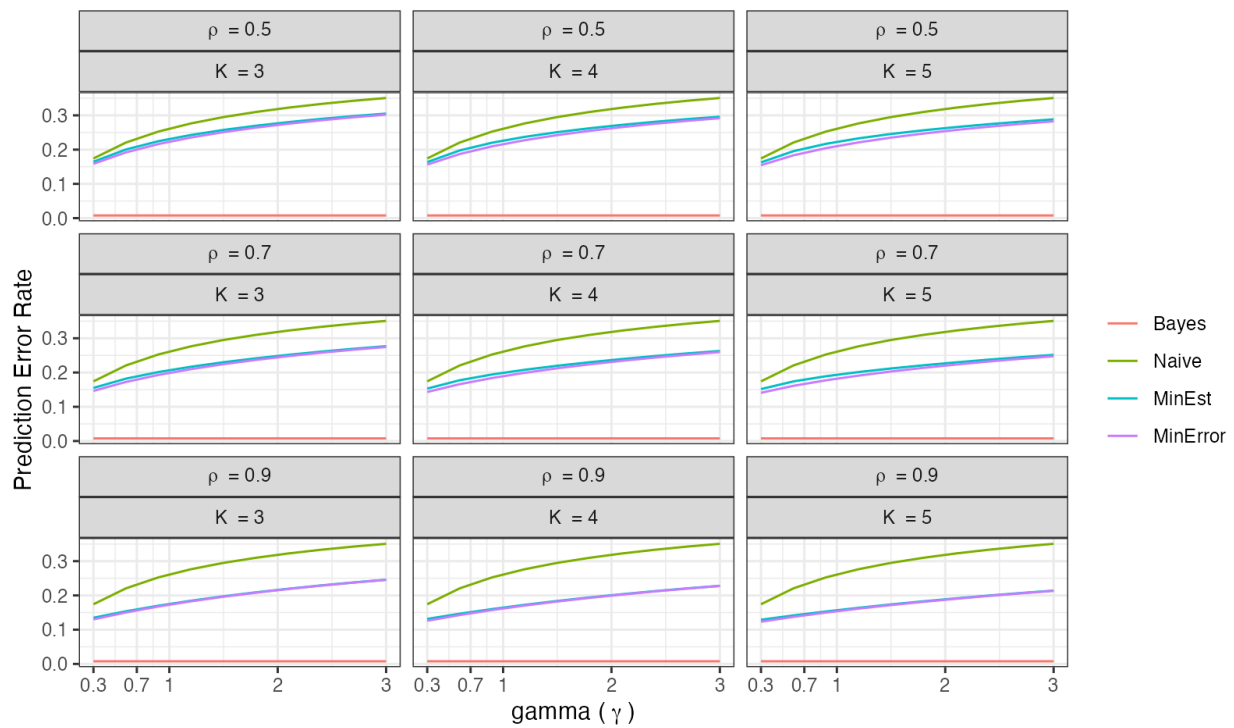 ρ = 0.5
ρ = 0.5
ρ = 0.5
K = 3
K = 4
K = 5
0.3
0.2
0.1
0.0
ρ = 0.7
ρ = 0.7
ρ = 0.7
K = 3
K = 4
K = 5
0.3
0.2
0.1
0.0
ρ = 0.9
ρ = 0.9
ρ = 0.9
K = 3
K = 4
K = 5
0.3
0.2
0.1
0.0
0.3 0.7 1 2 3
0.3 0.7 1 2 3
0.3 0.7 1 2 3
gamma ( γ )
Prediction Error Rate
Bayes
Naive
MinEst
MinError